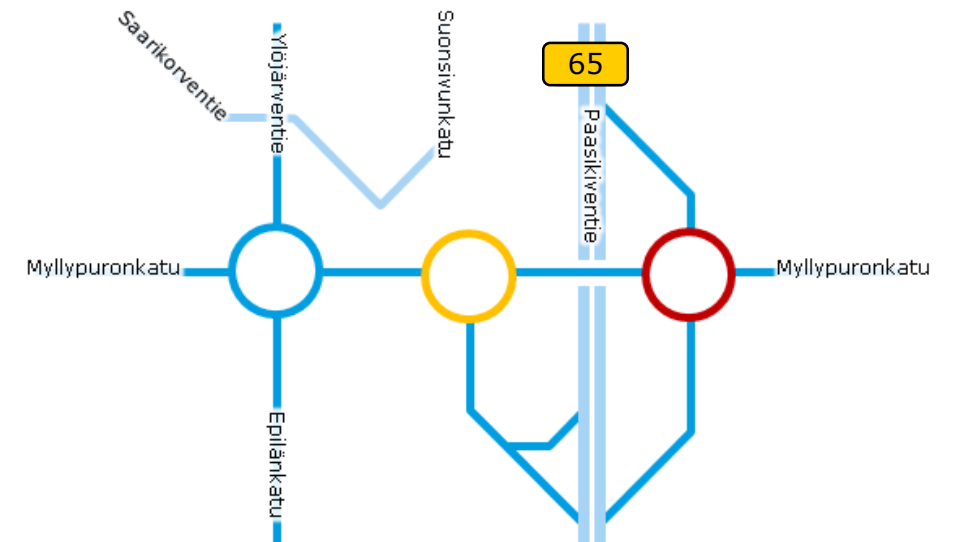 Saarikorventie
Ylöjärventie
Suonsivunkatu
65
Paasikiventie
Myllypuronkatu
Myllypuronkatu
Epilänkatu